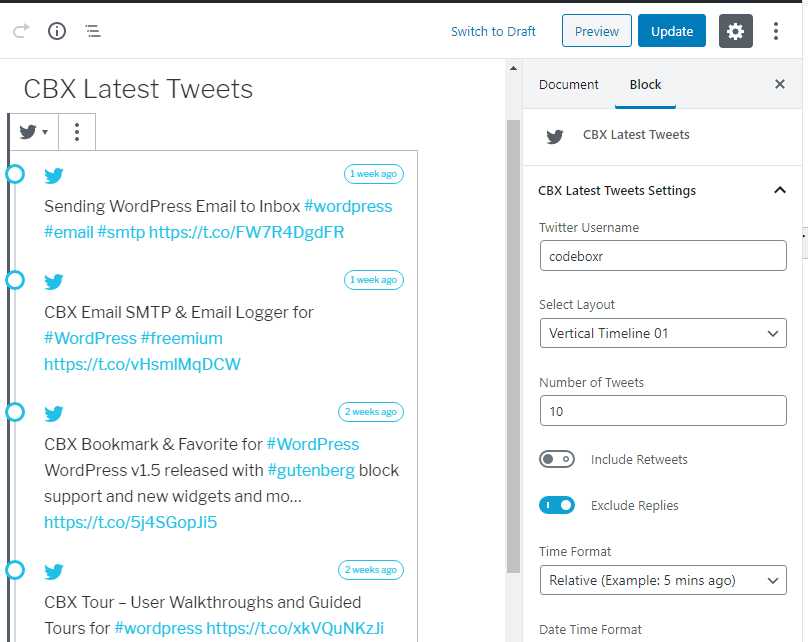 Switch to Draft Preview Update
CBX Latest Tweets
1 week ago
Sending WordPress Email to Inbox #wordpress
#email #smtp https://t.co/FW7R4DgdFR
1 week ago
CBX Email SMTP & Email Logger for
#WordPress #freemium
https://t.co/vHsmlMqDCW
2 weeks ago
CBX Bookmark & Favorite for #WordPress
WordPress v1.5 released with #gutenberg block
support and new widgets and mo...
https://t.co/5j4SGopJi5
2 weeks ago
CBX Tour – User Walkthroughs and Guided
Tours for #wordpress https://t.co/xkVQuNKzJi
Document Block
CBX Latest Tweets
CBX Latest Tweets Settings
Twitter Username
codeboxr
Select Layout
Vertical Timeline 01
Number of Tweets
10
Include Retweets
Exclude Replies
Time Format
Relative (Example: 5 mins ago)
Date Time Format